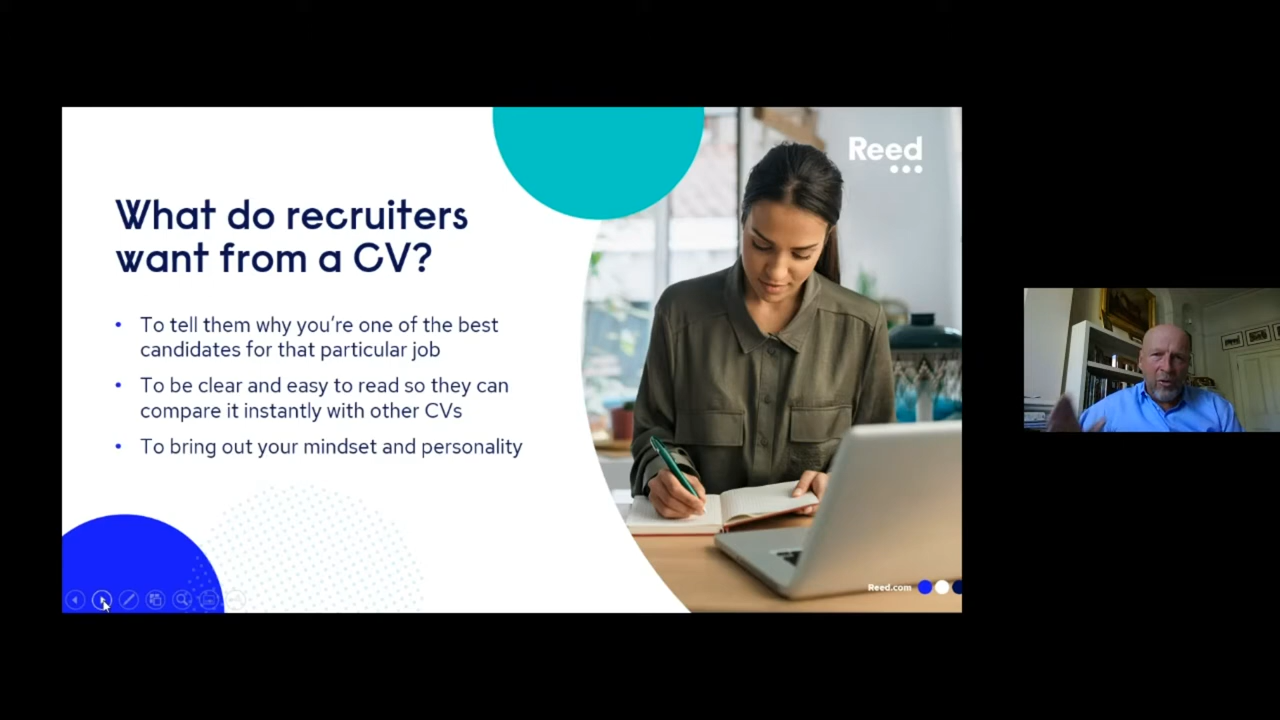 Reed
What do recruiters
want from a CV?
• To tell them why you're one of the best
candidates for that particular job
• To be clear and easy to read so they can
compare it instantly with other CVs
• To bring out your mindset and personality
Reed.com